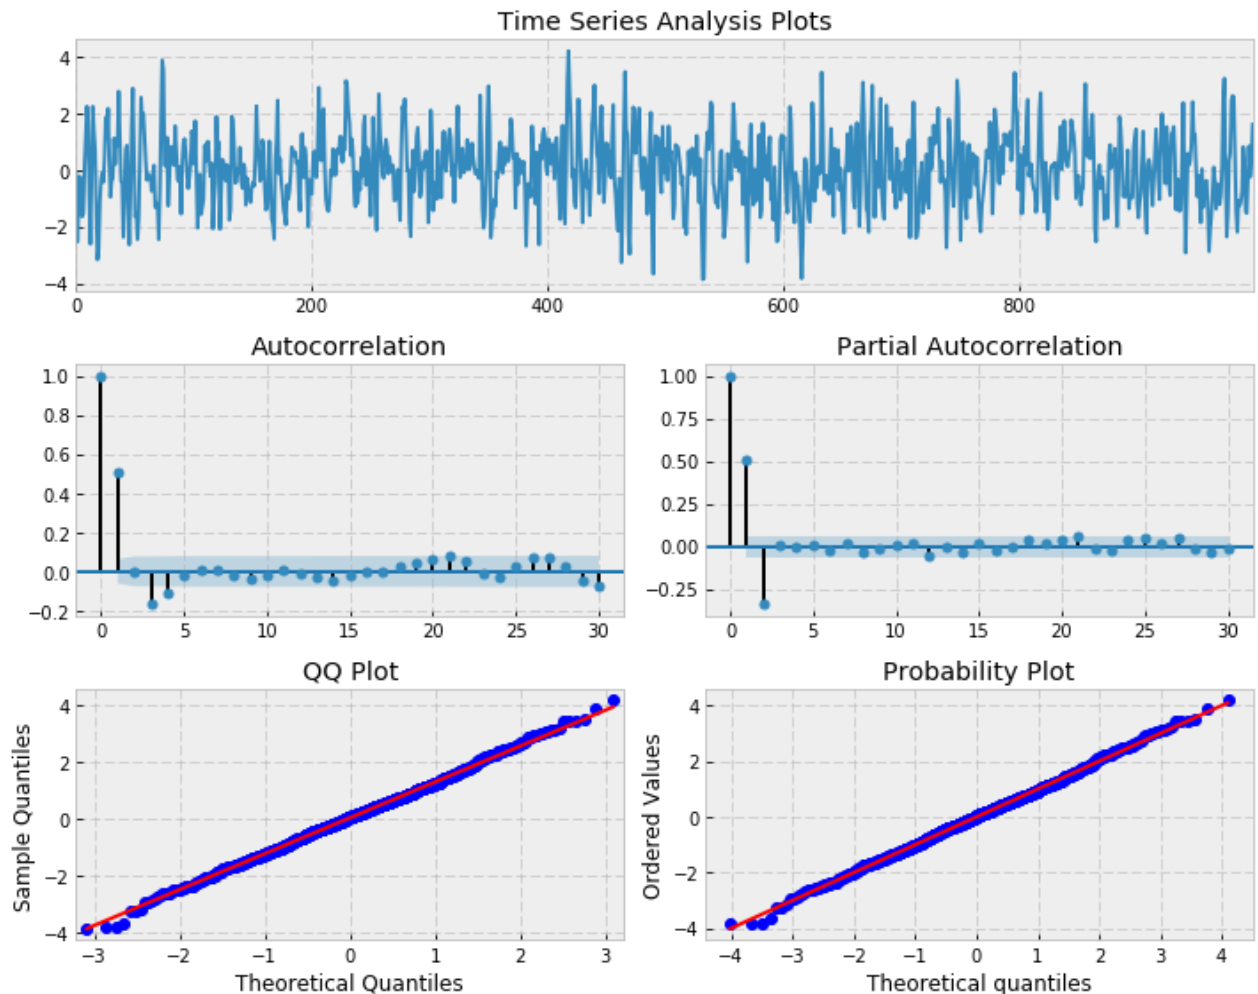 Time Series Analysis Plots
4
2
0
−2
−4
0 200 400 600 800
Autocorrelation
1.0
0.8
0.6
0.4
0.2
0.0
−0.2
0 5 10 15 20 25 30
Partial Autocorrelation
1.00
0.75
0.50
0.25
0.00
−0.25
0 5 10 15 20 25 30
QQ Plot
Sample Quantiles
4
2
0
−2
−4
−3 −2 −1 0 1 2 3
Theoretical Quantiles
Probability Plot
Ordered Values
4
2
0
−2
−4
−4 −3 −2 −1 0 1 2 3 4
Theoretical quantiles